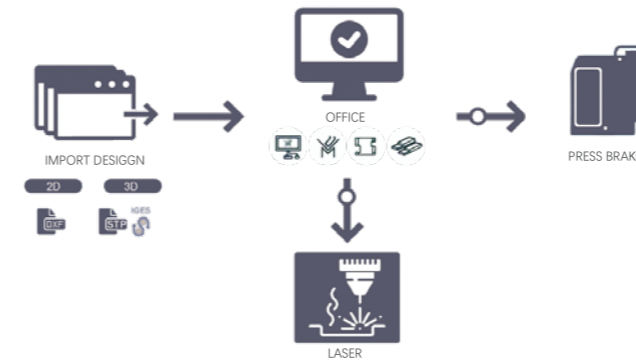 OFFICE
IMPORT DESIGGN
PRESS BRAK
2D 3D
DXF STP IGES
LASER